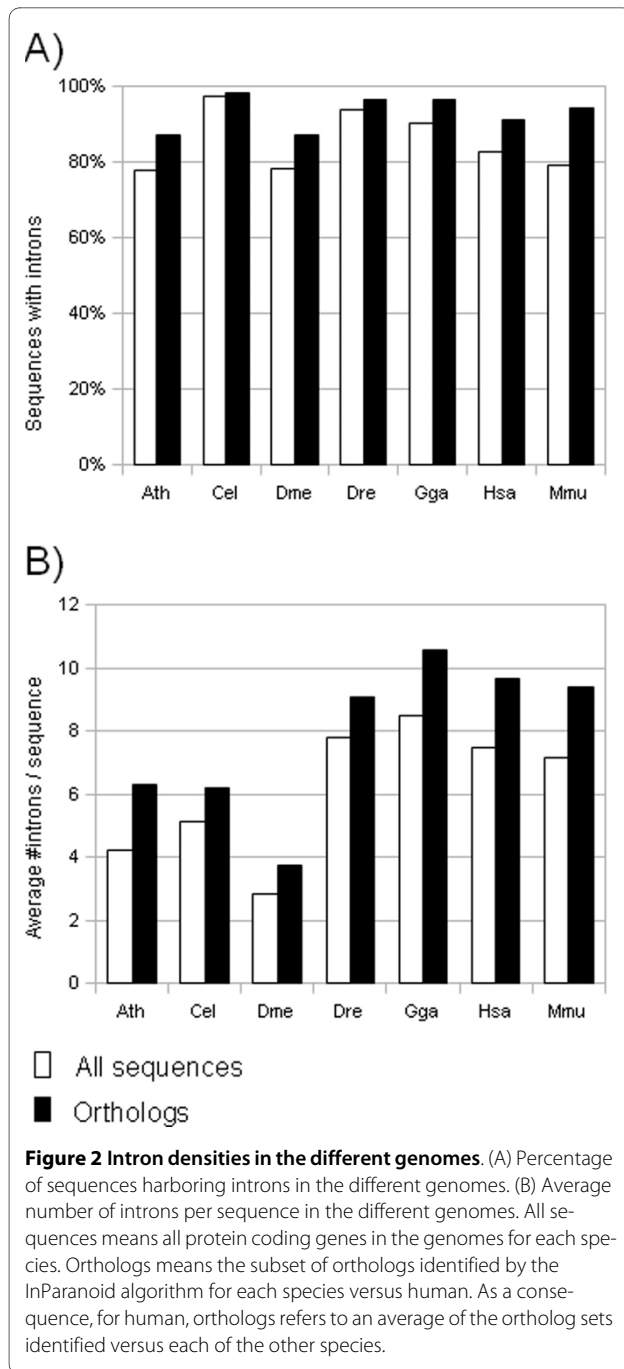 A)
100%
80%
60%
40%
20%
0%
Sequences with introns
Ath Cel Dme Dre Gga Hsa Mmu
B)
12
10
8
6
4
2
0
Average #introns / sequence
Ath Cel Dme Dre Gga Hsa Mmu
All sequences
Orthologs
Figure 2 Intron densities in the different genomes. (A) Percentage
of sequences harboring introns in the different genomes. (B) Average
number of introns per sequence in the different genomes. All se-
quences means all protein coding genes in the genomes for each spe-
cies. Orthologs means the subset of orthologs identified by the
InParanoid algorithm for each species versus human. As a conse-
quence, for human, orthologs refers to an average of the ortholog sets
identified versus each of the other species.